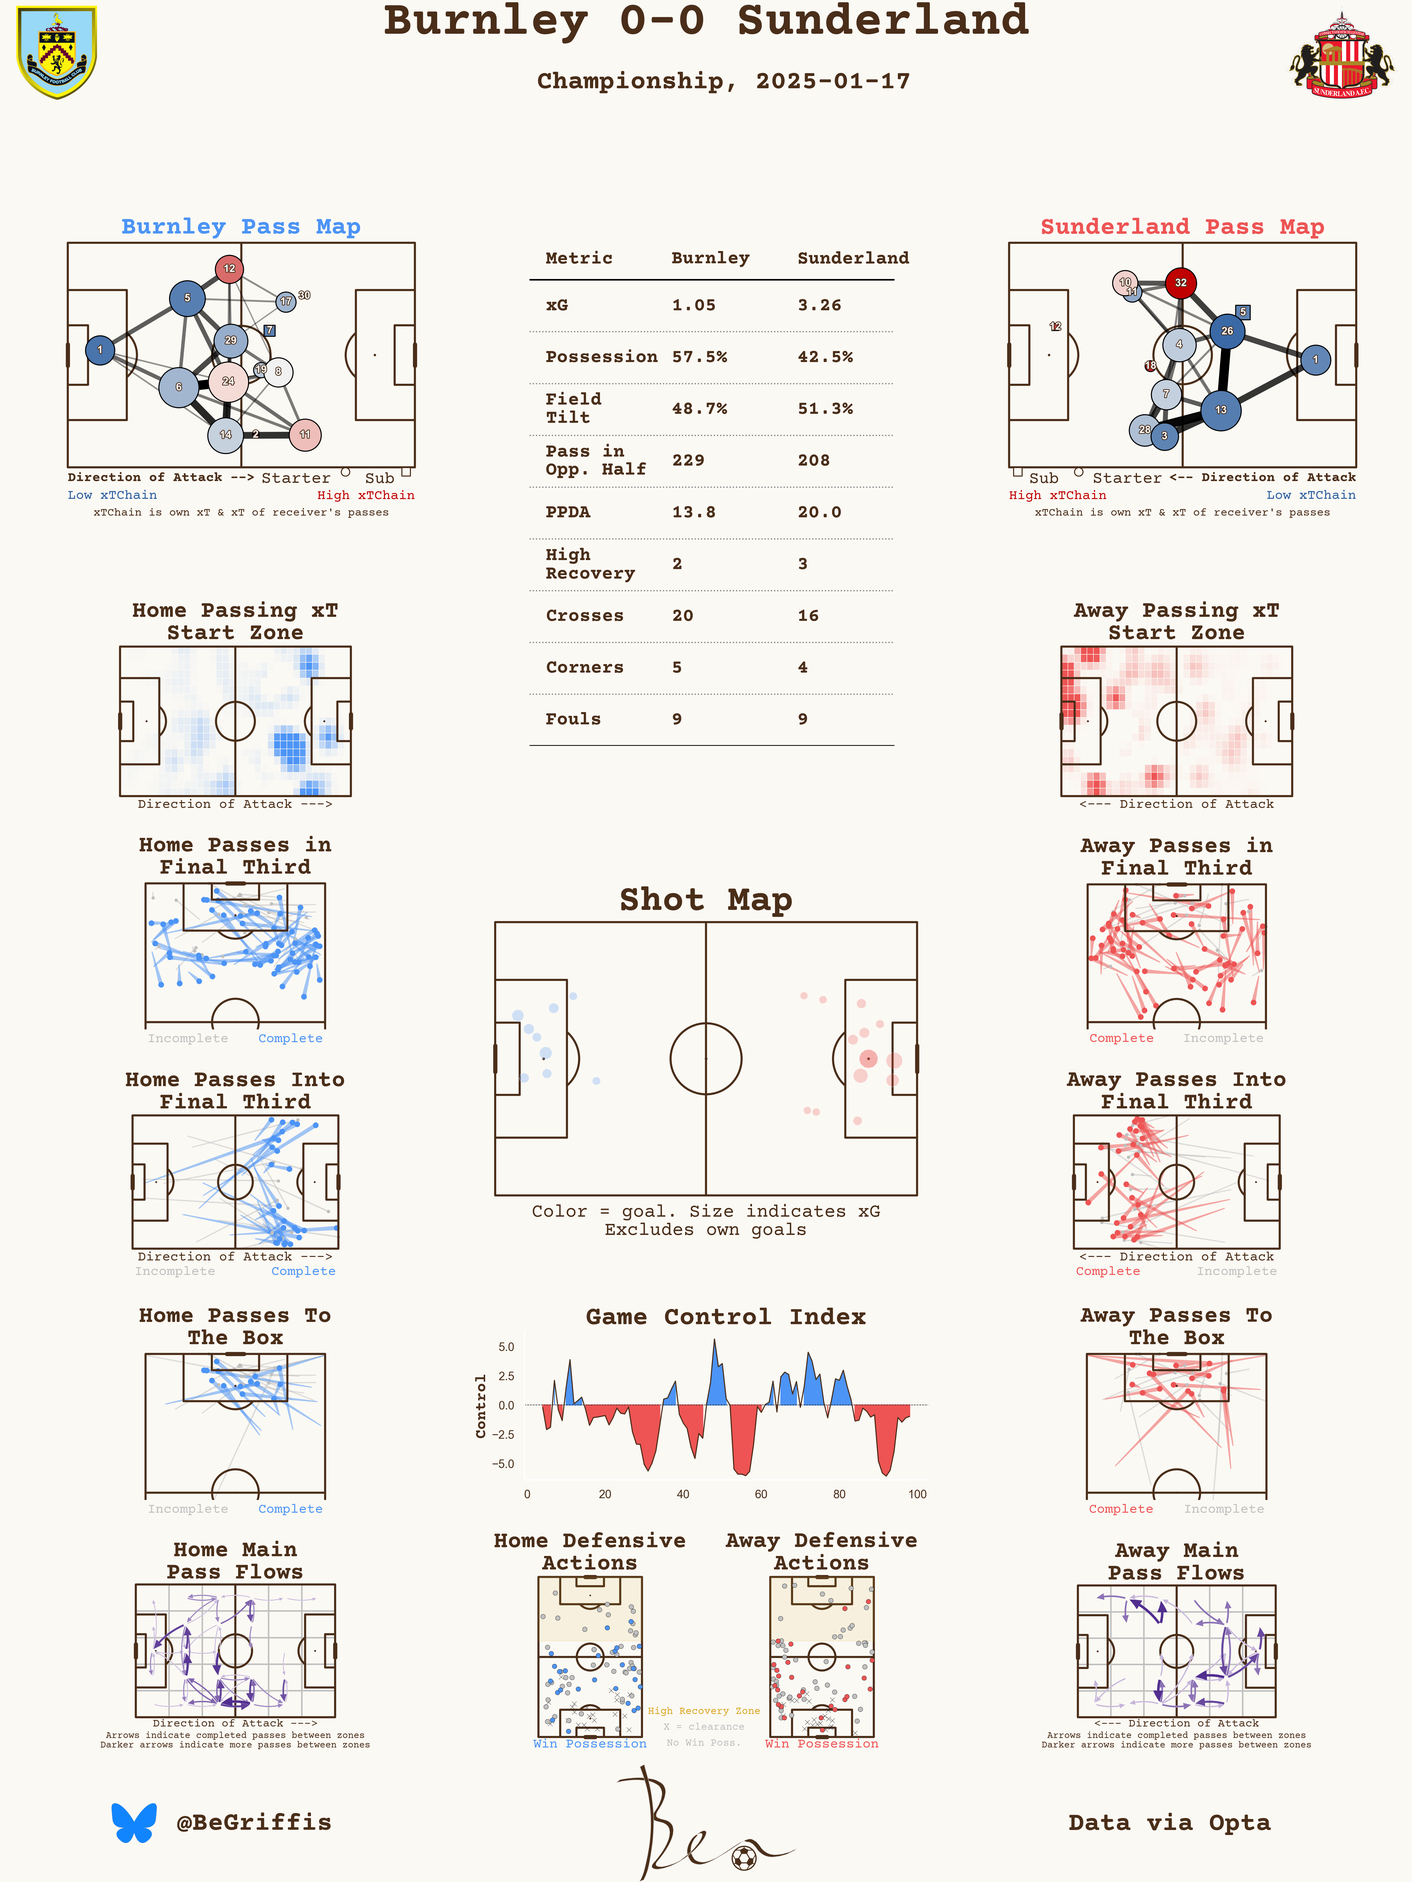 Burnley 0-0 Sunderland
Championship, 2025-01-17
BURNLEY FOOTBALL CLUB
SUNDERLAND A.F.C.
Burnley Pass Map
12
5
17
30
7
29
1
19
8
6
24
14
2
11
Direction of Attack --> Starter Sub
Low xTChain High xTChain
xTChain is own xT & xT of receiver's passes
Metric Burnley Sunderland
xG 1.05 3.26
Possession 57.5% 42.5%
Field
Tilt 48.7% 51.3%
Pass in
Opp. Half 229 208
PPDA 13.8 20.0
High
Recovery 2 3
Crosses 20 16
Corners 5 4
Fouls 9 9
Sunderland Pass Map
10
11
32
5
12
26
4
1
18
7
13
28
3
Sub Starter <-- Direction of Attack
High xTChain Low xTChain
xTChain is own xT & xT of receiver's passes
Home Passing xT
Start Zone
Direction of Attack --->
Away Passing xT
Start Zone
<--- Direction of Attack
Home Passes in
Final Third
Incomplete Complete
Away Passes in
Final Third
Complete Incomplete
Shot Map
Color = goal. Size indicates xG
Excludes own goals
Home Passes Into
Final Third
Direction of Attack --->
Incomplete Complete
Away Passes Into
Final Third
<--- Direction of Attack
Complete Incomplete
Home Passes To
The Box
Incomplete Complete
Game Control Index
Control
5.0
2.5
0.0
−2.5
−5.0
0 20 40 60 80 100
Away Passes To
The Box
Complete Incomplete
Home Main
Pass Flows
Direction of Attack --->
Arrows indicate completed passes between zones
Darker arrows indicate more passes between zones
Home Defensive
Actions
Win Possession
High Recovery Zone
X = clearance
No Win Poss.
Away Defensive
Actions
Win Possession
Away Main
Pass Flows
<--- Direction of Attack
Arrows indicate completed passes between zones
Darker arrows indicate more passes between zones
@BeGriffis
Ben
Data via Opta